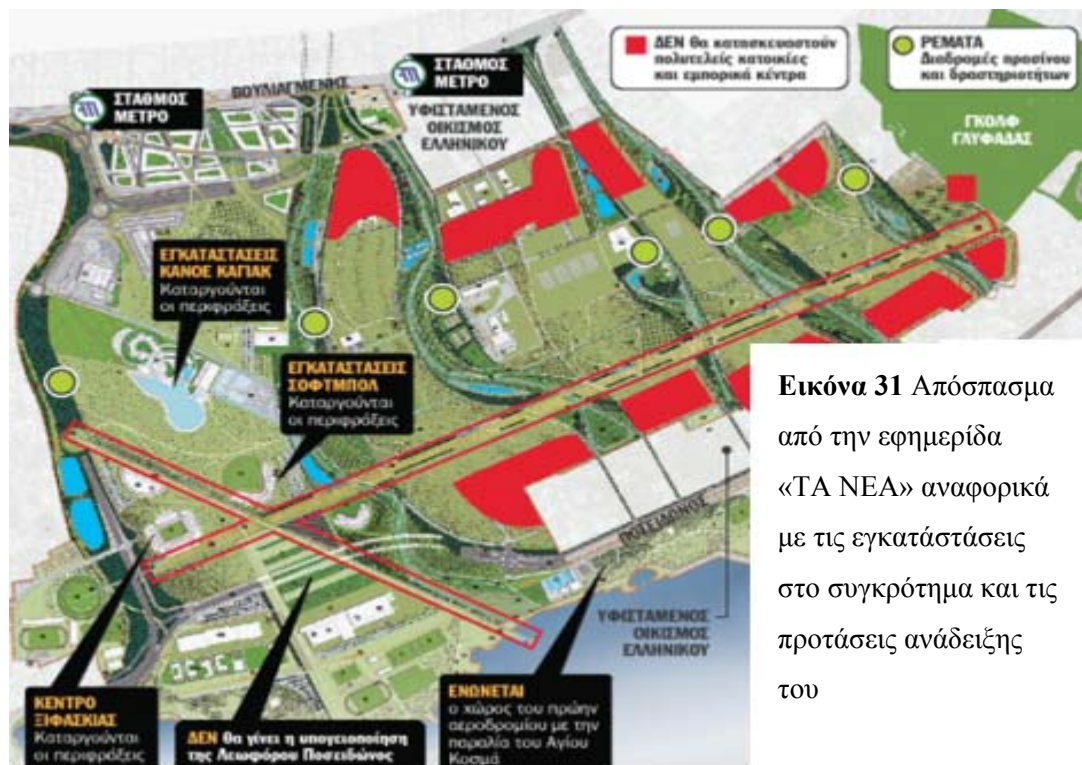 ΣΤΑΘΜΟΣ
ΜΕΤΡΟ
ΒΟΥΛΙΑΓΜΕΝΗΣ
ΣΤΑΘΜΟΣ
ΜΕΤΡΟ
ΥΦΙΣΤΑΜΕΝΟΣ
ΟΙΚΙΣΜΟΣ
ΕΛΛΗΝΙΚΟΥ
ΔΕΝ θα κατασκευαστούν
πολυτελείς κατοικίες
και εμπορικά κέντρα
ΡΕΜΑΤΑ
Διαδρομές πρασίνου
και δραστηριοτήτων
ΓΚΟΛΦ
ΓΛΥΦΑΔΑΣ
ΕΓΚΑΤΑΣΤΑΣΕΙΣ
ΚΑΝΟΕ ΚΑΓΙΑΚ
Καταργούνται
οι περιφράξεις
ΕΓΚΑΤΑΣΤΑΣΕΙΣ
ΣΟΦΤΜΠΟΛ
Καταργούνται
οι περιφράξεις
ΠΟΣΕΙΔΩΝΟΣ
ΥΦΙΣΤΑΜΕΝΟΣ
ΟΙΚΙΣΜΟΣ
ΕΛΛΗΝΙΚΟΥ
ΚΕΝΤΡΟ
ΞΙΦΑΣΚΙΑΣ
Καταργούνται
οι περιφράξεις
ΔΕΝ θα γίνει η υπογειοποίηση
της Λεωφόρου Ποσειδώνος
ΕΝΩΝΕΤΑΙ
ο χώρος του πρώην
αεροδρομίου με την
παραλία του Αγίου
Κοσμά
Εικόνα 31 Απόσπασμα
από την εφημερίδα
«ΤΑ ΝΕΑ» αναφορικά
με τις εγκατάστάσεις
στο συγκρότημα και τις
προτάσεις ανάδειξης
του